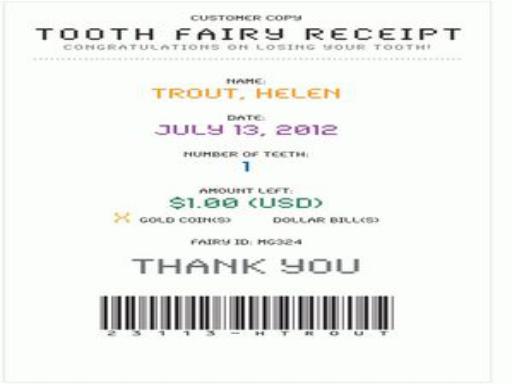 CUSTOMER COPY
TOOTH FAIRY RECEIPT
CONGRATULATIONS ON LOSING YOUR TOOTH!
NAME:
TROUT, HELEN
DATE:
JULY 13, 2012
NUMBER OF TEETH:
1
AMOUNT LEFT:
$1.00 (USD)
X GOLD COIN(S) DOLLAR BILL(S)
FAIRY ID: MG324
THANK YOU
23113-HTROUT